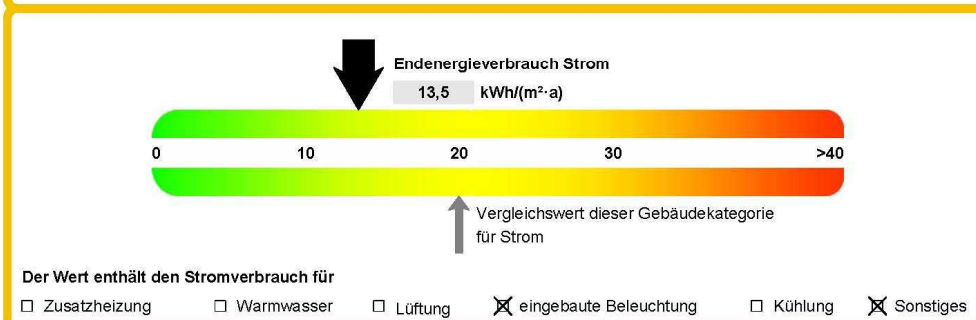 Endenergieverbrauch Strom
13,5 kWh/(m²·a)
0 10 20 30 >40
Vergleichswert dieser Gebäudekategorie
für Strom
Der Wert enthält den Stromverbrauch für
☐ Zusatzheizung ☐ Warmwasser ☐ Lüftung ☒ eingebaute Beleuchtung ☐ Kühlung ☒ Sonstiges